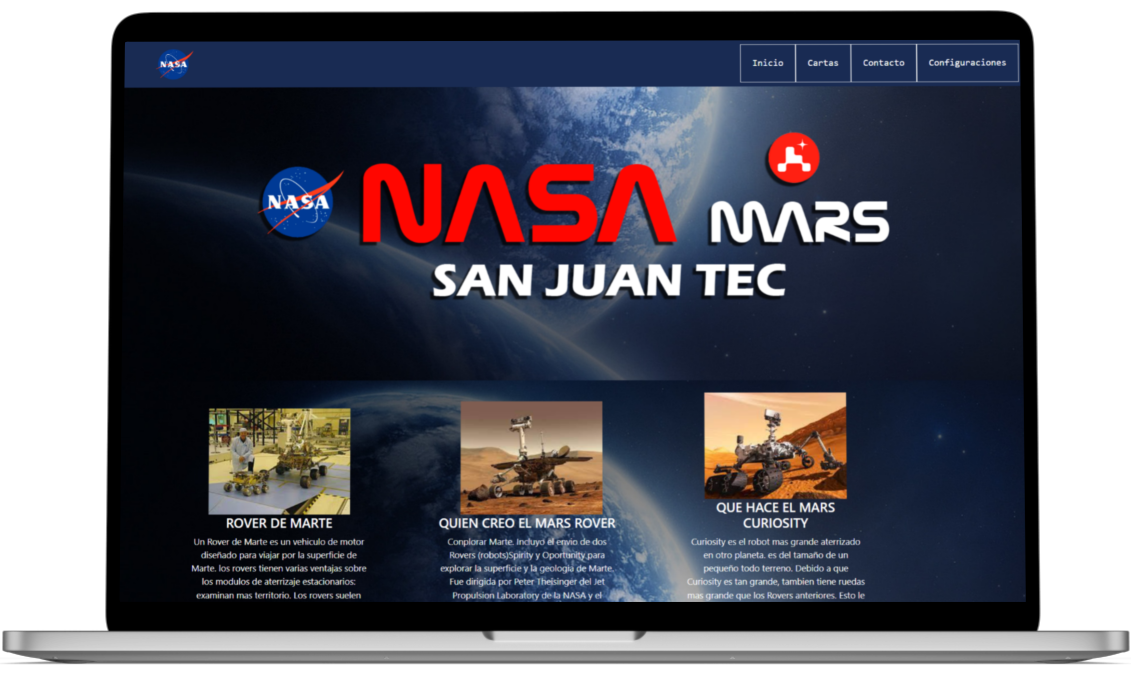 NASA
Inicio
Cartas
Contacto
Configuraciones
NASA
NASA
MARS
SAN JUAN TEC
ROVER DE MARTE
Un Rover de Marte es un vehiculo de motor
diseñado para viajar por la superficie de
Marte. los rovers tienen varias ventajas sobre
los modulos de aterrizaje estacionarios:
examinan mas territorio. Los rovers suelen
QUIEN CREO EL MARS ROVER
Conplorar Marte. Incluyo el envio de dos
Rovers (robots)Spirity y Oportunity para
explorar la superficie y la geologia de Marte.
Fue dirigida por Peter Theisinger del Jet
Propulsion Laboratory de la NASA y el
QUE HACE EL MARS
CURIOSITY
Curiosity es el robot mas grande aterrizado
en otro planeta. es del tamaño de un
pequeño todo terreno. Debido a que
Curiosity es tan grande, tambien tiene ruedas
mas grande que los Rovers anteriores. Esto le